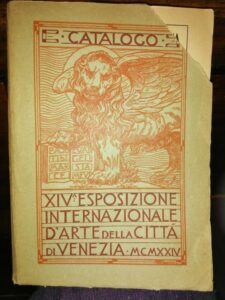 · CATALOGO ·
XIVᴬ ESPOSIZIONE
INTERNAZIONALE
D'ARTE DELLA CITTÀ
DI VENEZIA · MCMXXIV